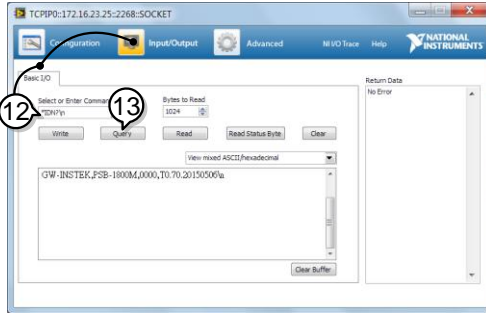 TCPIP0::172.16.23.25::2268::SOCKET
Configuration Input/Output Advanced NI I/O Trace Help NATIONAL INSTRUMENTS
Basic I/O
Return Data
Select or Enter Command
Bytes to Read
No Error
12
*IDN?\n
13
1024
Write Query Read Read Status Byte Clear
View mixed ASCII/hexadecimal
GW-INSTEK,PSB-1800M,0000,T0.70.20150506\n
Clear Buffer